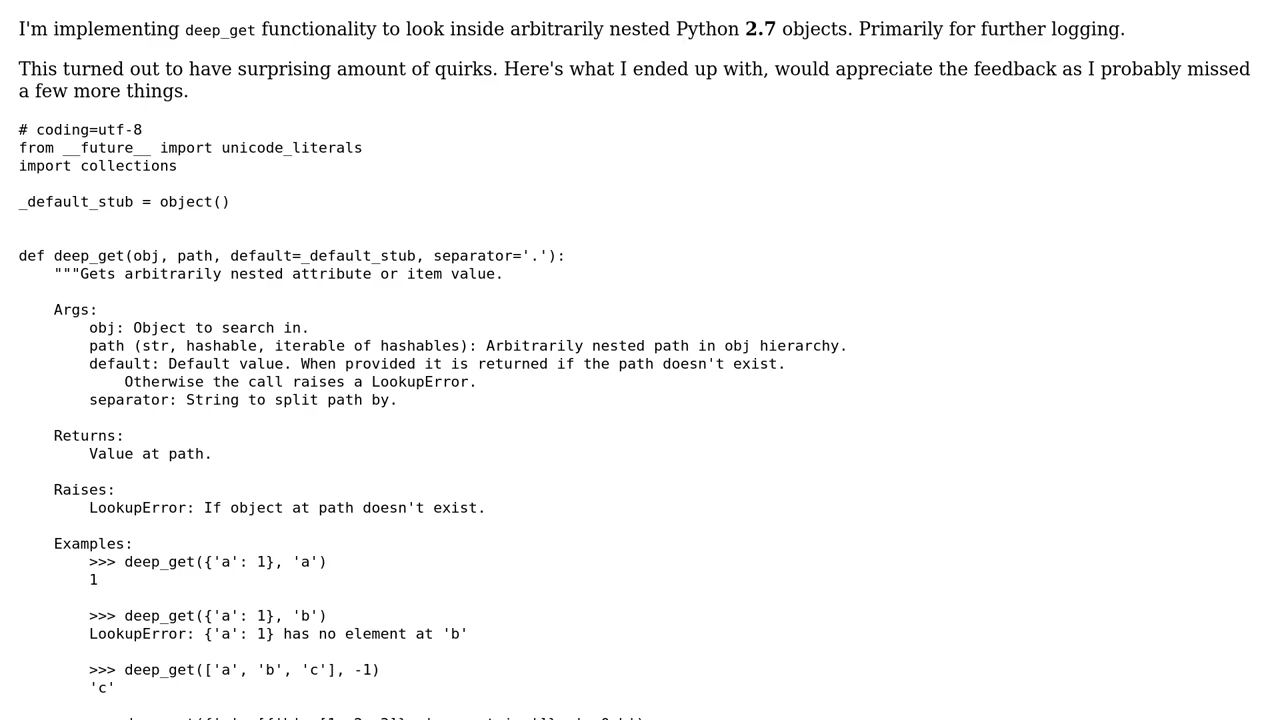 I'm implementing deep_get functionality to look inside arbitrarily nested Python 2.7 objects. Primarily for further logging.
This turned out to have surprising amount of quirks. Here's what I ended up with, would appreciate the feedback as I probably missed
a few more things.
# coding=utf-8
from __future__ import unicode_literals
import collections
_default_stub = object()
def deep_get(obj, path, default=_default_stub, separator='.'):
    """Gets arbitrarily nested attribute or item value.
    Args:
        obj: Object to search in.
        path (str, hashable, iterable of hashables): Arbitrarily nested path in obj hierarchy.
        default: Default value. When provided it is returned if the path doesn't exist.
            Otherwise the call raises a LookupError.
        separator: String to split path by.
    Returns:
        Value at path.
    Raises:
        LookupError: If object at path doesn't exist.
    Examples:
        >>> deep_get({'a': 1}, 'a')
        1
        >>> deep_get({'a': 1}, 'b')
        LookupError: {'a': 1} has no element at 'b'
        >>> deep_get(['a', 'b', 'c'], -1)
        'c'